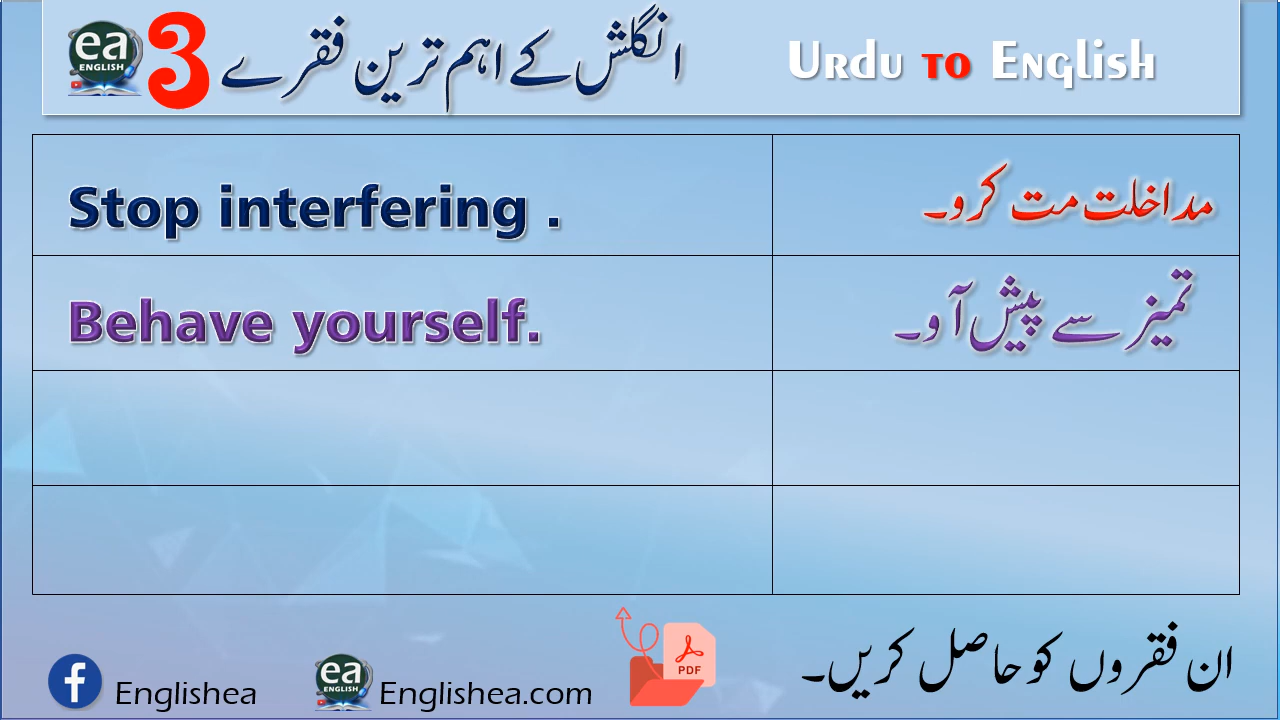 ea
ENGLISH
3 انگلش کے اہم ترین فقرے
Urdu TO English
Stop interfering .
مداخلت مت کرو۔
Behave yourself.
تمیز سے پیش آو۔
ان فقروں کو حاصل کریں۔
PDF
Englishea
ea
ENGLISH
Englishea.com